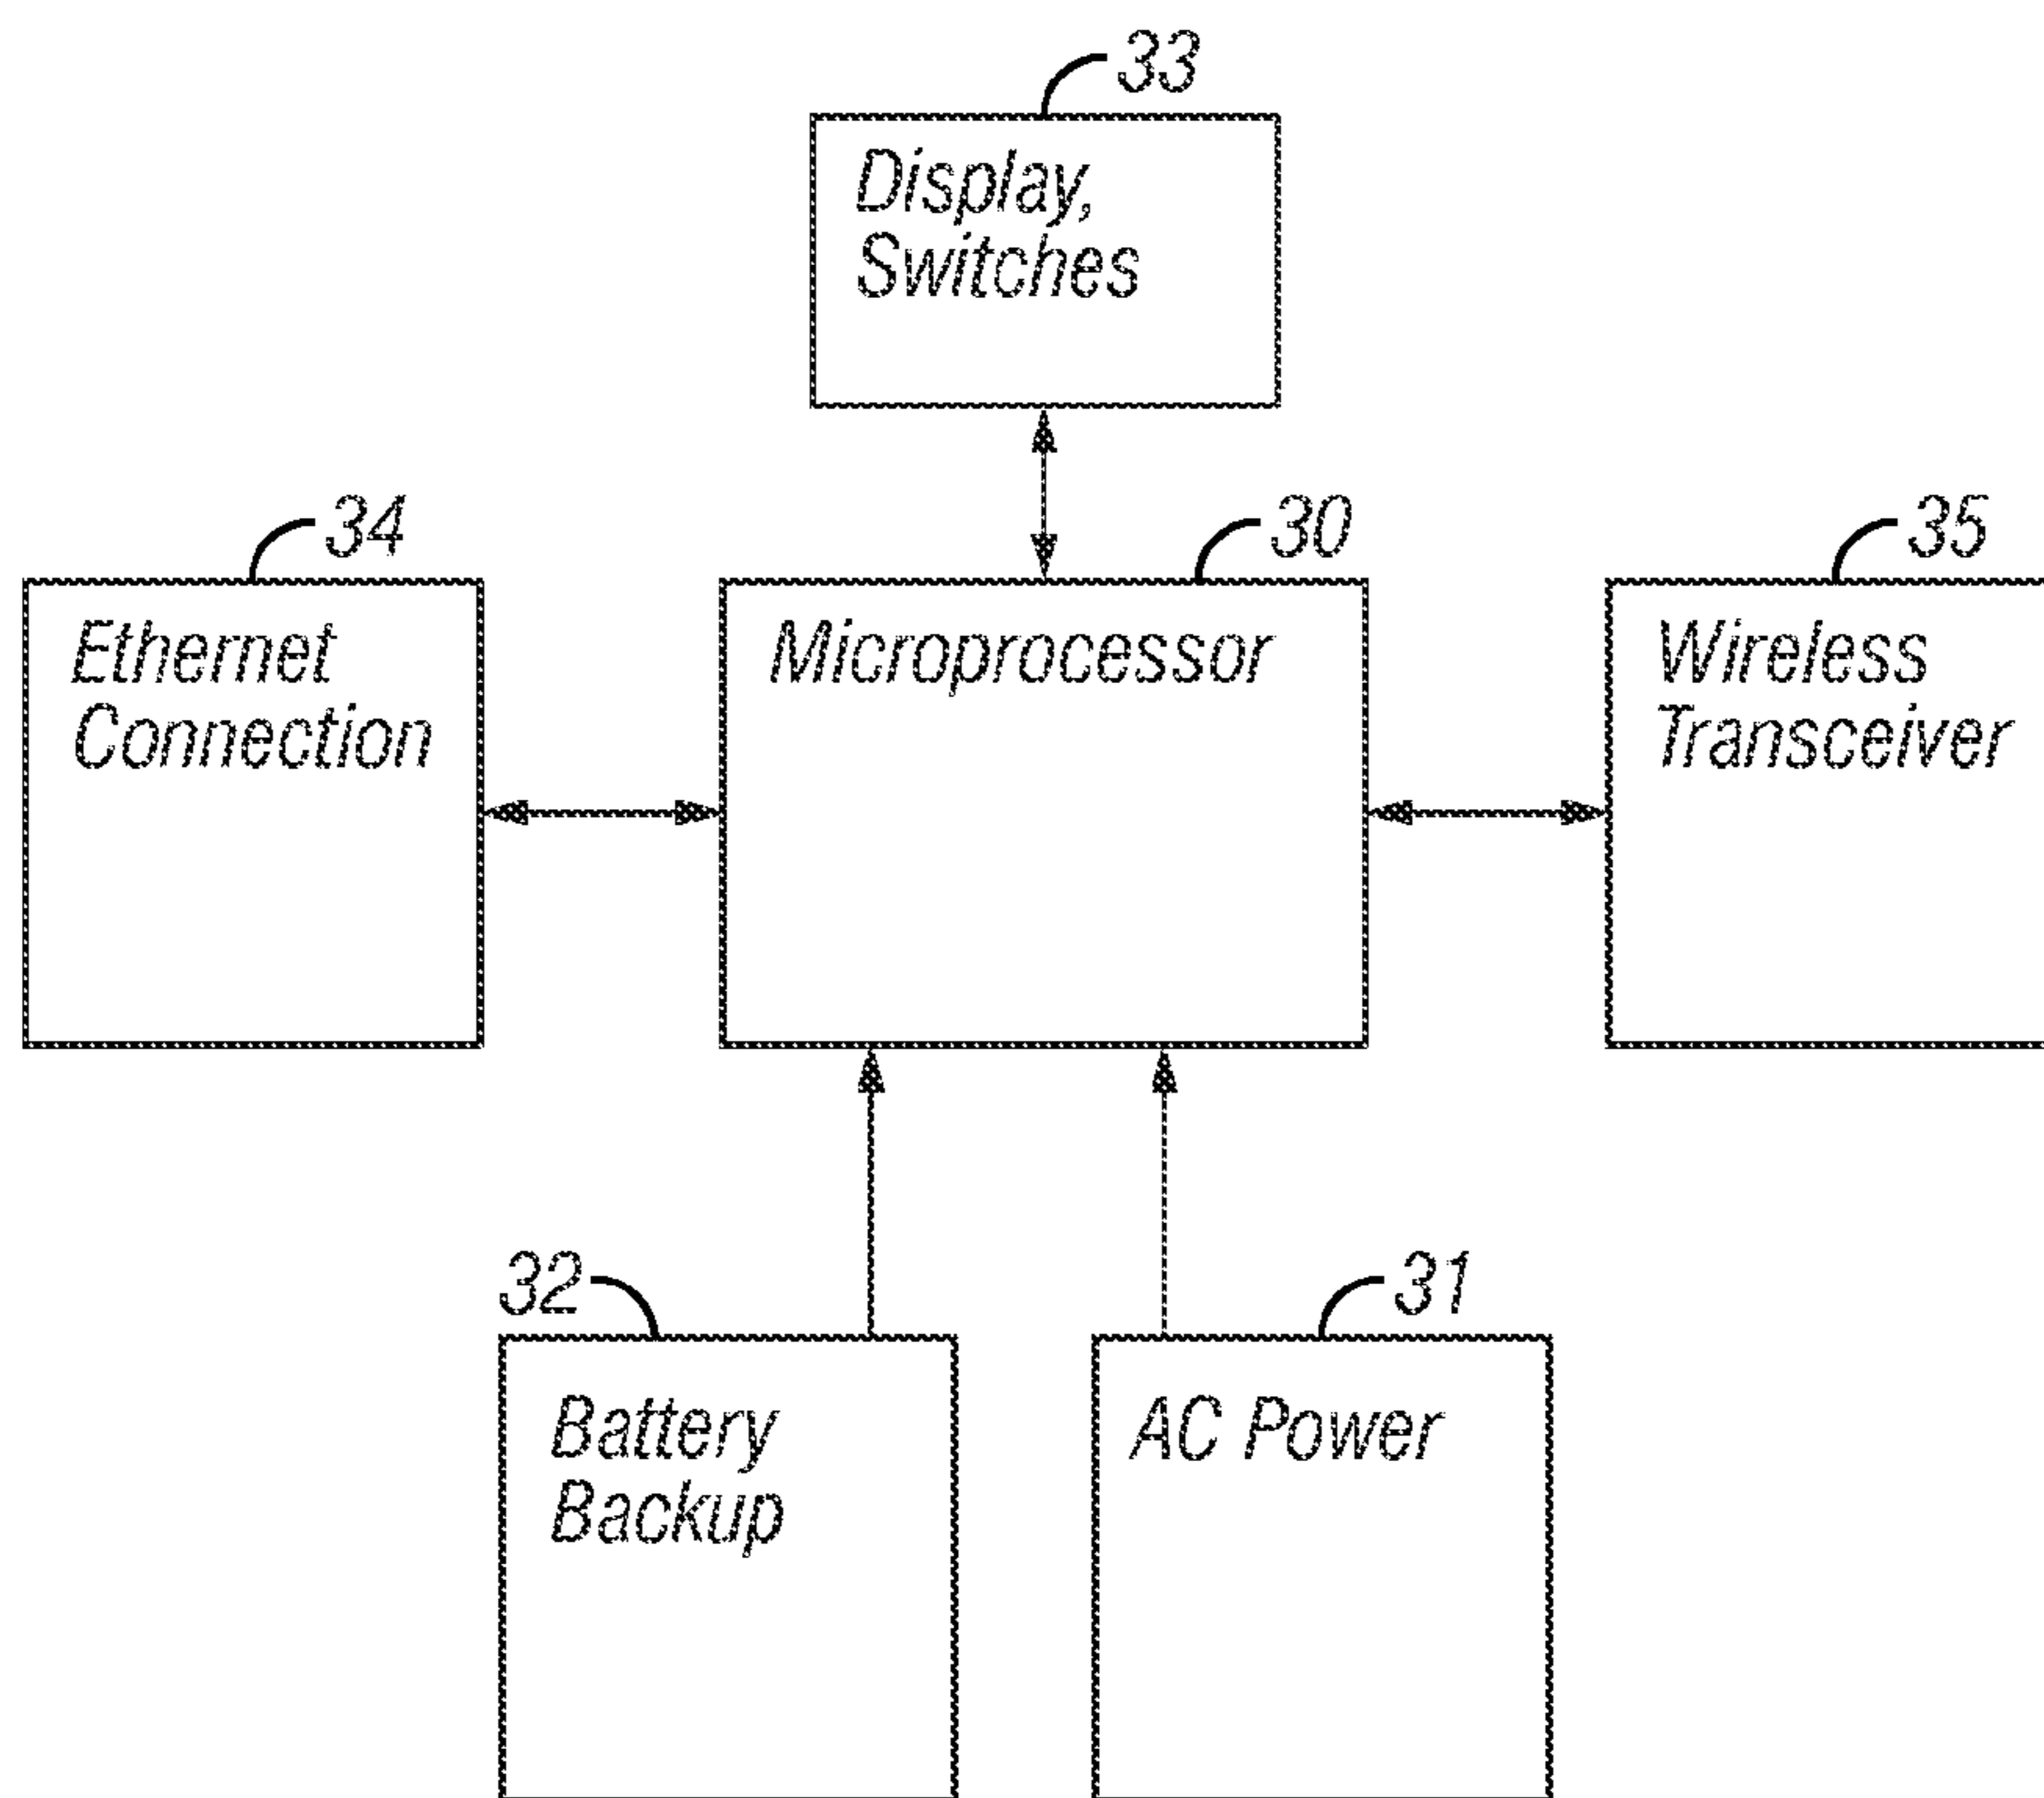 33
Display,
Switches
34
30
35
Ethernet
Connection
Microprocessor
Wireless
Transceiver
32
31
Battery
Backup
AC Power